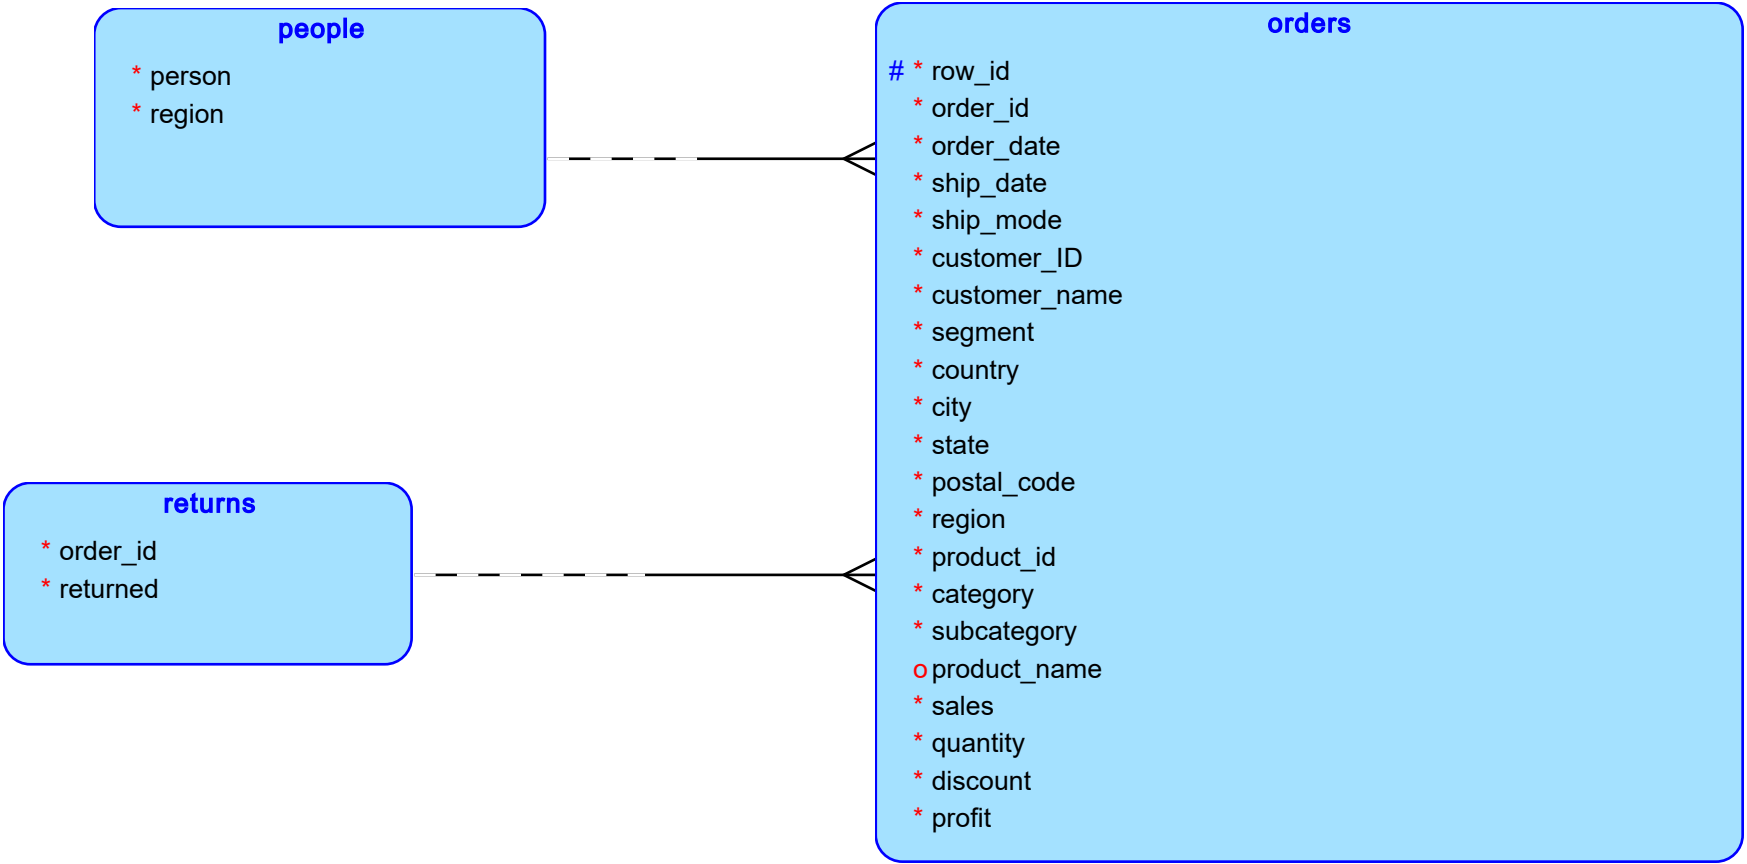 people
* person
* region
returns
* order_id
* returned
orders
# * row_id
* order_id
* order_date
* ship_date
* ship_mode
* customer_ID
* customer_name
* segment
* country
* city
* state
* postal_code
* region
* product_id
* category
* subcategory
o product_name
* sales
* quantity
* discount
* profit